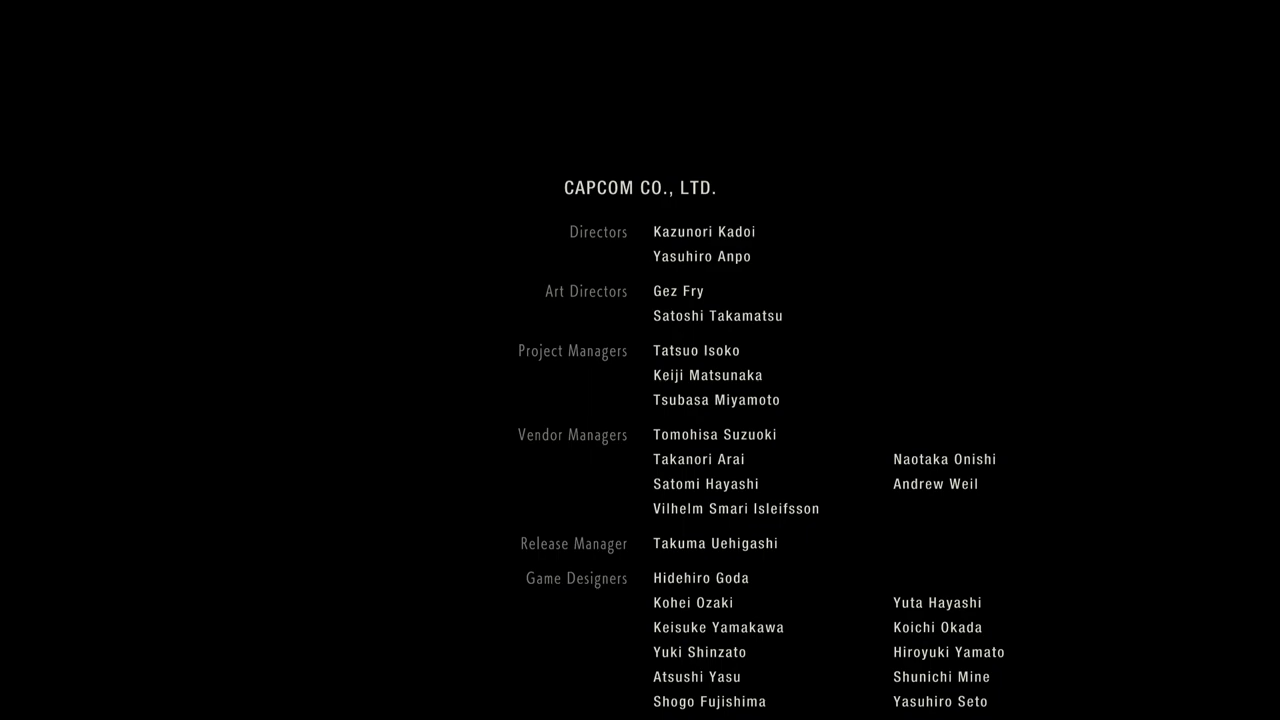 CAPCOM CO., LTD.
Directors Kazunori Kadoi
Yasuhiro Anpo
Art Directors Gez Fry
Satoshi Takamatsu
Project Managers Tatsuo Isoko
Keiji Matsunaka
Tsubasa Miyamoto
Vendor Managers Tomohisa Suzuoki
Takanori Arai Naotaka Onishi
Satomi Hayashi Andrew Weil
Vilhelm Smari Isleifsson
Release Manager Takuma Uehigashi
Game Designers Hidehiro Goda
Kohei Ozaki Yuta Hayashi
Keisuke Yamakawa Koichi Okada
Yuki Shinzato Hiroyuki Yamato
Atsushi Yasu Shunichi Mine
Shogo Fujishima Yasuhiro Seto